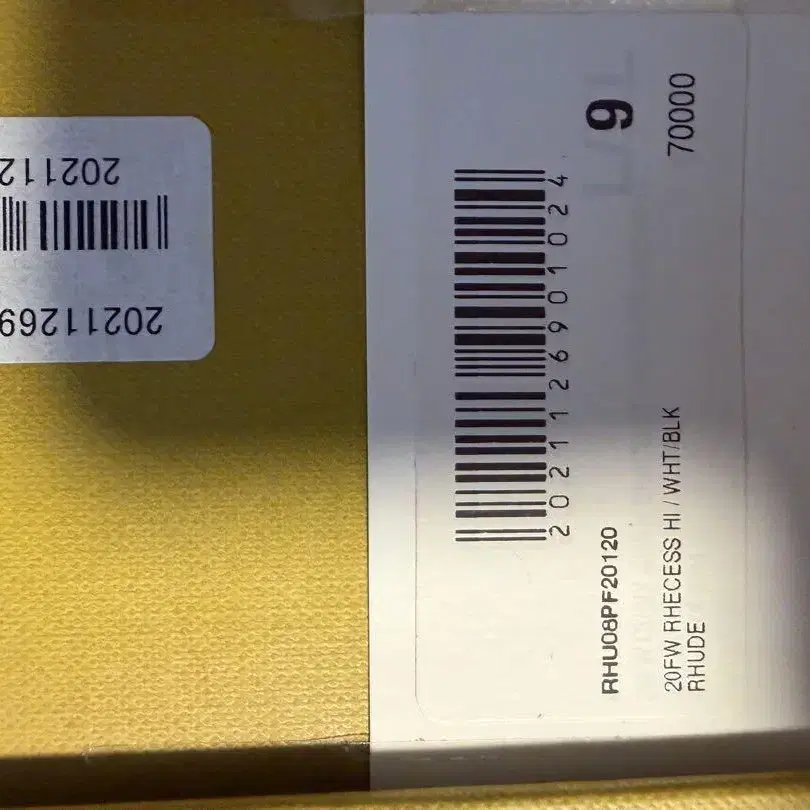 20211269
202112
2021126901024
RHU08PF20120 9
20FW RHECESS HI / WHT/BLK 70000
RHUDE